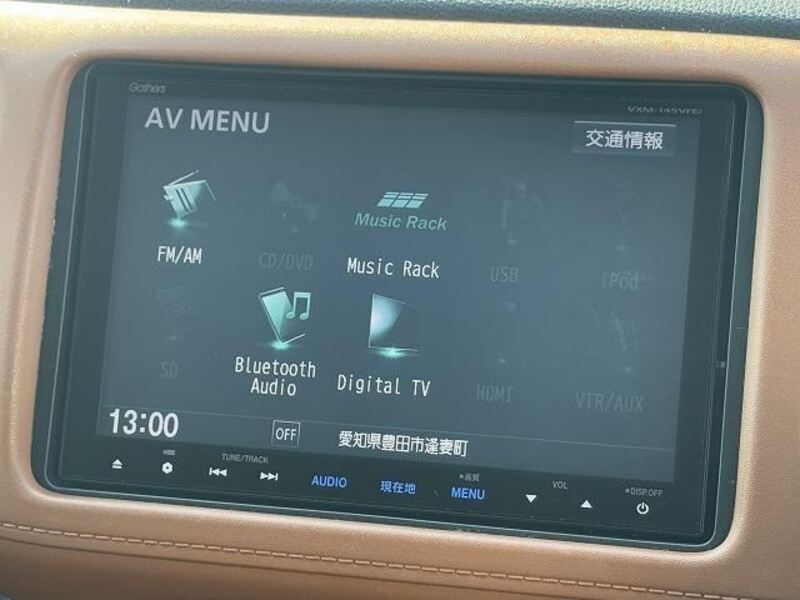 Gathers
VXM-145VFEi
AV MENU
交通情報
Music Rack
FM/AM
CD/DVD
Music Rack
USB
iPod
SD
Bluetooth
Audio
Digital TV
HDMI
VTR/AUX
13:00
OFF
愛知県豊田市逢妻町
TUNE/TRACK
AUDIO
現在地
画質
MENU
VOL
DISP.OFF